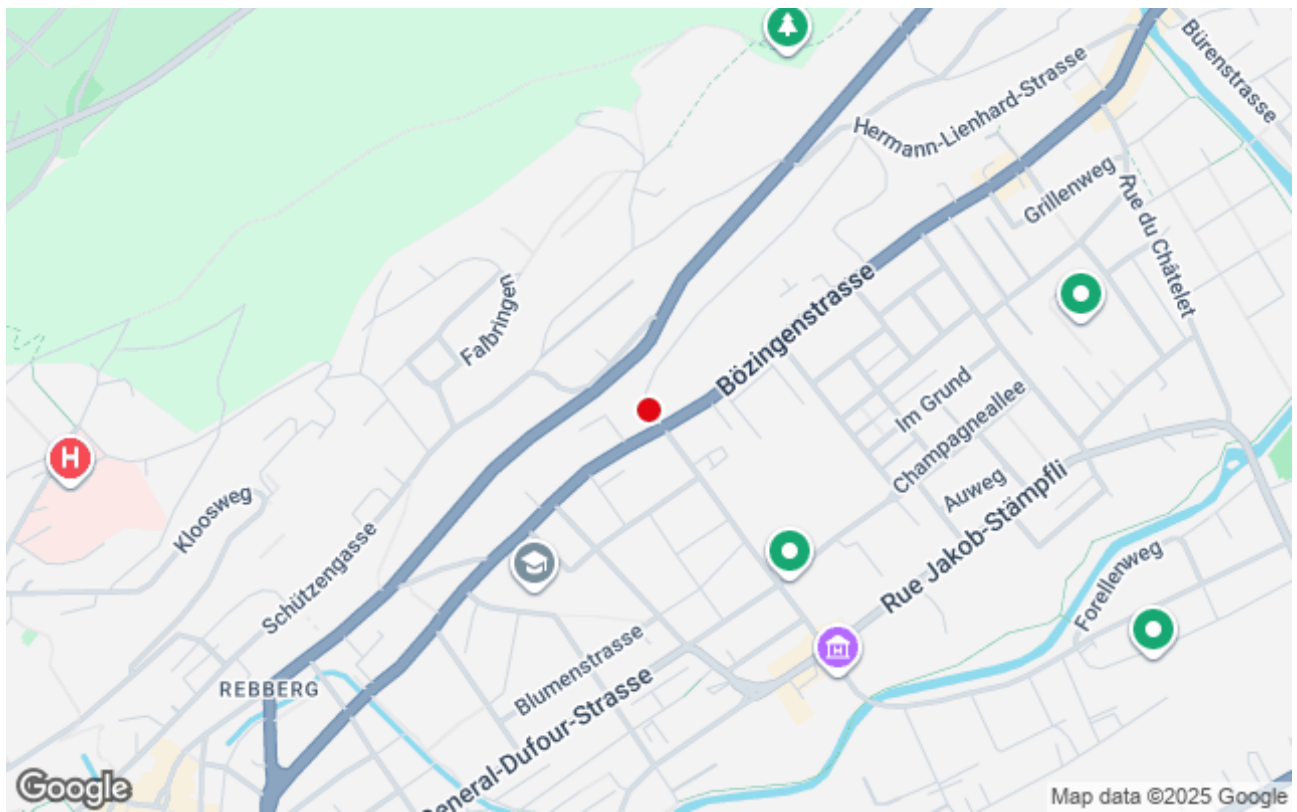 Bürenstrasse
Hermann-Lienhard-Strasse
Grillenweg
Rue du Châtelet
Falbringen
Bözingenstrasse
Im Grund
Champagneallee
H
Kloosweg
Auweg
Schützengasse
Rue Jakob-Stämpfli
Forellenweg
Blumenstrasse
H
REBBERG
General-Dufour-Strasse
Google
Map data ©2025 Google